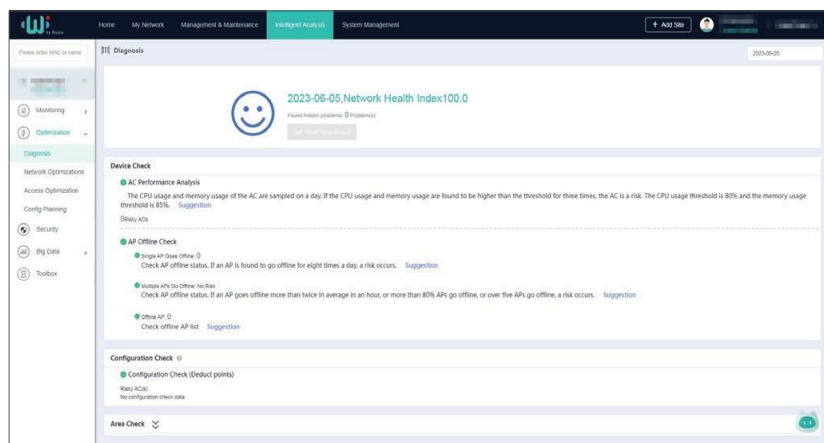 by Ruijie
Home My Network Management & Maintenance Intelligent Analysis System Management
+ Add Site
Please enter MAC or name
Diagnosis
2023-06-05
Monitoring
Optimization
Diagnosis
Network Optimizations
Access Optimization
Config Planning
Security
Big Data
Toolbox
2023-06-05,Network Health Index100.0
Found hidden problems: 0 Problem(s)
Device Check
AC Performance Analysis
The CPU usage and memory usage of the AC are sampled on a day. If the CPU usage and memory usage are found to be higher than the threshold for three times, the AC is a risk. The CPU usage threshold is 80% and the memory usage
threshold is 85%. Suggestion
0Risky ACs
AP Offline Check
Single AP Goes Offline: 0
Check AP offline status. If an AP is found to go offline for eight times a day, a risk occurs. Suggestion
Multiple APs Go Offline: No Risk
Check AP offline status. If an AP goes offline more than twice in average in an hour, or more than 80% APs go offline, or over five APs go offline, a risk occurs. Suggestion
Offline AP: 0
Check offline AP list Suggestion
Configuration Check
Configuration Check (Deduct points)
Risky AC(s)
No configuration check data
Area Check